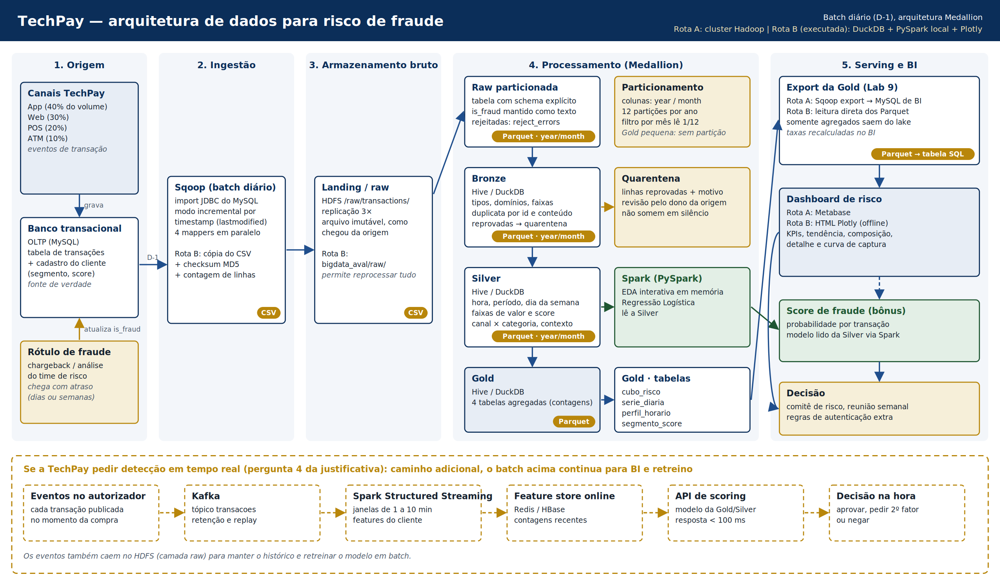 TechPay — arquitetura de dados para risco de fraude
Batch diário (D-1), arquitetura Medallion
Rota A: cluster Hadoop | Rota B (executada): DuckDB + PySpark local + Plotly
1. Origem
Canais TechPay
App (40% do volume)
Web (30%)
POS (20%)
ATM (10%)
eventos de transação
grava
Banco transacional
OLTP (MySQL)
tabela de transações
+ cadastro do cliente
(segmento, score)
fonte de verdade
D-1
atualiza is_fraud
Rótulo de fraude
chargeback / análise
do time de risco
chega com atraso
(dias ou semanas)
2. Ingestão
Sqoop (batch diário)
import JDBC do MySQL
modo incremental por
timestamp (lastmodified)
4 mappers em paralelo
Rota B: cópia do CSV
+ checksum MD5
+ contagem de linhas
CSV
3. Armazenamento bruto
Landing / raw
HDFS /raw/transactions/
replicação 3×
arquivo imutável, como
chegou da origem
Rota B:
bigdata_aval/raw/
permite reprocessar tudo
CSV
4. Processamento (Medallion)
Raw particionada
tabela com schema explícito
is_fraud mantido como texto
rejeitadas: reject_errors
Parquet · year/month
Particionamento
colunas: year / month
12 partições por ano
filtro por mês lê 1/12
Gold pequena: sem partição
Bronze
Hive / DuckDB
tipos, domínios, faixas
duplicata por id e conteúdo
reprovadas → quarentena
Parquet · year/month
Quarentena
linhas reprovadas + motivo
revisão pelo dono da origem
não somem em silêncio
Silver
Hive / DuckDB
hora, período, dia da semana
faixas de valor e score
canal × categoria, contexto
Parquet · year/month
Spark (PySpark)
EDA interativa em memória
Regressão Logística
lê a Silver
Gold
Hive / DuckDB
4 tabelas agregadas (contagens)
Parquet
Gold · tabelas
cubo_risco
serie_diaria
perfil_horario
segmento_score
5. Serving e BI
Export da Gold (Lab 9)
Rota A: Sqoop export → MySQL de BI
Rota B: leitura direta dos Parquet
somente agregados saem do lake
taxas recalculadas no BI
Parquet → tabela SQL
Dashboard de risco
Rota A: Metabase
Rota B: HTML Plotly (offline)
KPIs, tendência, composição,
detalhe e curva de captura
Score de fraude (bônus)
probabilidade por transação
modelo lido da Silver via Spark
Decisão
comitê de risco, reunião semanal
regras de autenticação extra
Se a TechPay pedir detecção em tempo real (pergunta 4 da justificativa): caminho adicional, o batch acima continua para BI e retreino
Eventos no autorizador
cada transação publicada
no momento da compra
Kafka
tópico transacoes
retenção e replay
Spark Structured Streaming
janelas de 1 a 10 min
features do cliente
Feature store online
Redis / HBase
contagens recentes
API de scoring
modelo da Gold/Silver
resposta < 100 ms
Decisão na hora
aprovar, pedir 2º fator
ou negar
Os eventos também caem no HDFS (camada raw) para manter o histórico e retreinar o modelo em batch.